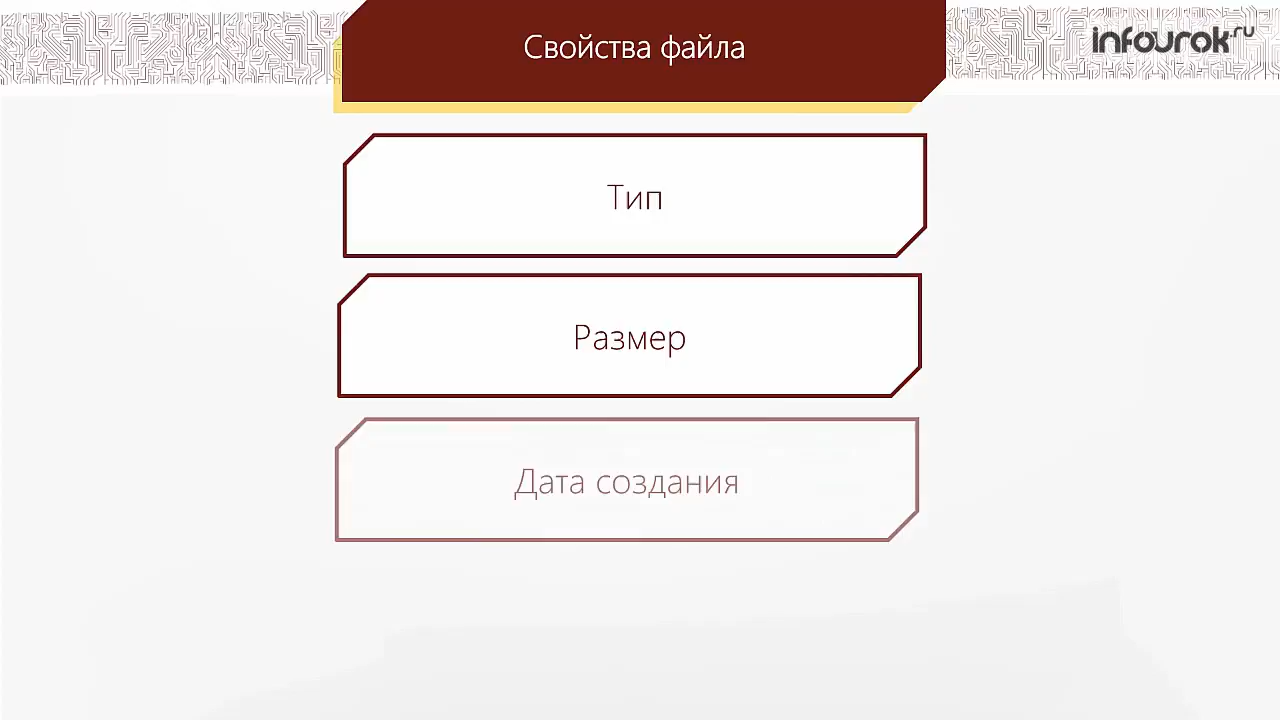 Свойства файла
infourok.ru
Тип
Размер
Дата создания